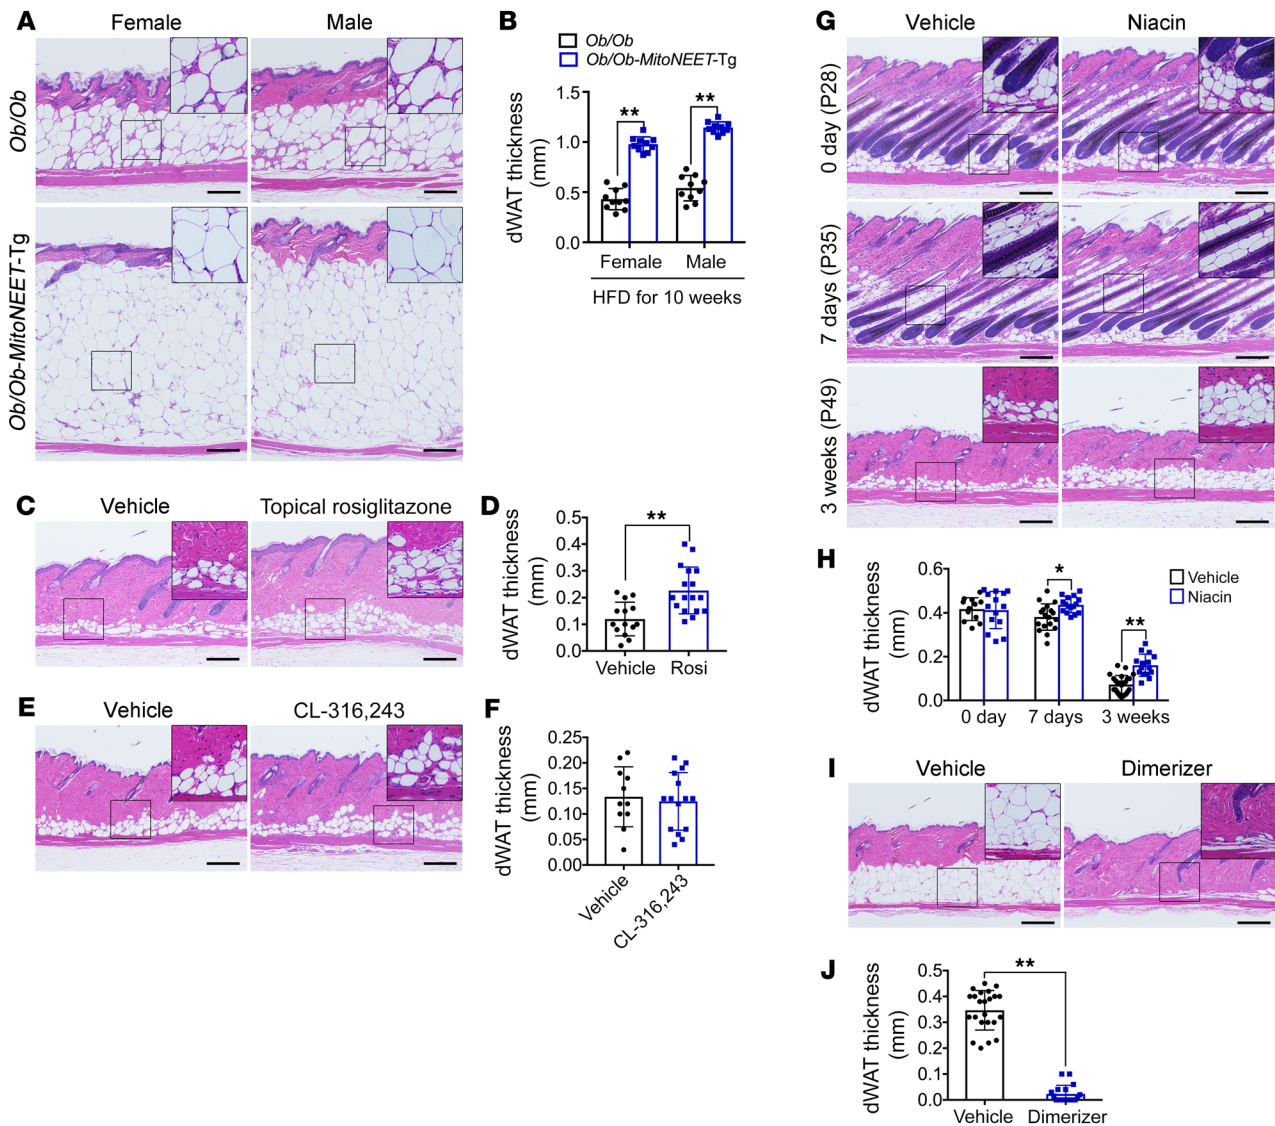 A
Female
Male
Ob/Ob
Ob/Ob-MitoNEET-Tg
B
Ob/Ob
Ob/Ob-MitoNEET-Tg
dWAT thickness
(mm)
1.5
1.0
0.5
0.0
**
**
Female
Male
HFD for 10 weeks
C
Vehicle
Topical rosiglitazone
D
dWAT thickness
(mm)
0.5
0.4
0.3
0.2
0.1
0.0
**
Vehicle
Rosi
E
Vehicle
CL-316,243
F
dWAT thickness
(mm)
0.25
0.20
0.15
0.10
0.05
0.00
Vehicle
CL-316,243
G
Vehicle
Niacin
0 day (P28)
7 days (P35)
3 weeks (P49)
H
dWAT thickness
(mm)
0.6
0.4
0.2
0.0
*
**
Vehicle
Niacin
0 day
7 days
3 weeks
I
Vehicle
Dimerizer
J
dWAT thickness
(mm)
0.5
0.4
0.3
0.2
0.1
0.0
**
Vehicle
Dimerizer